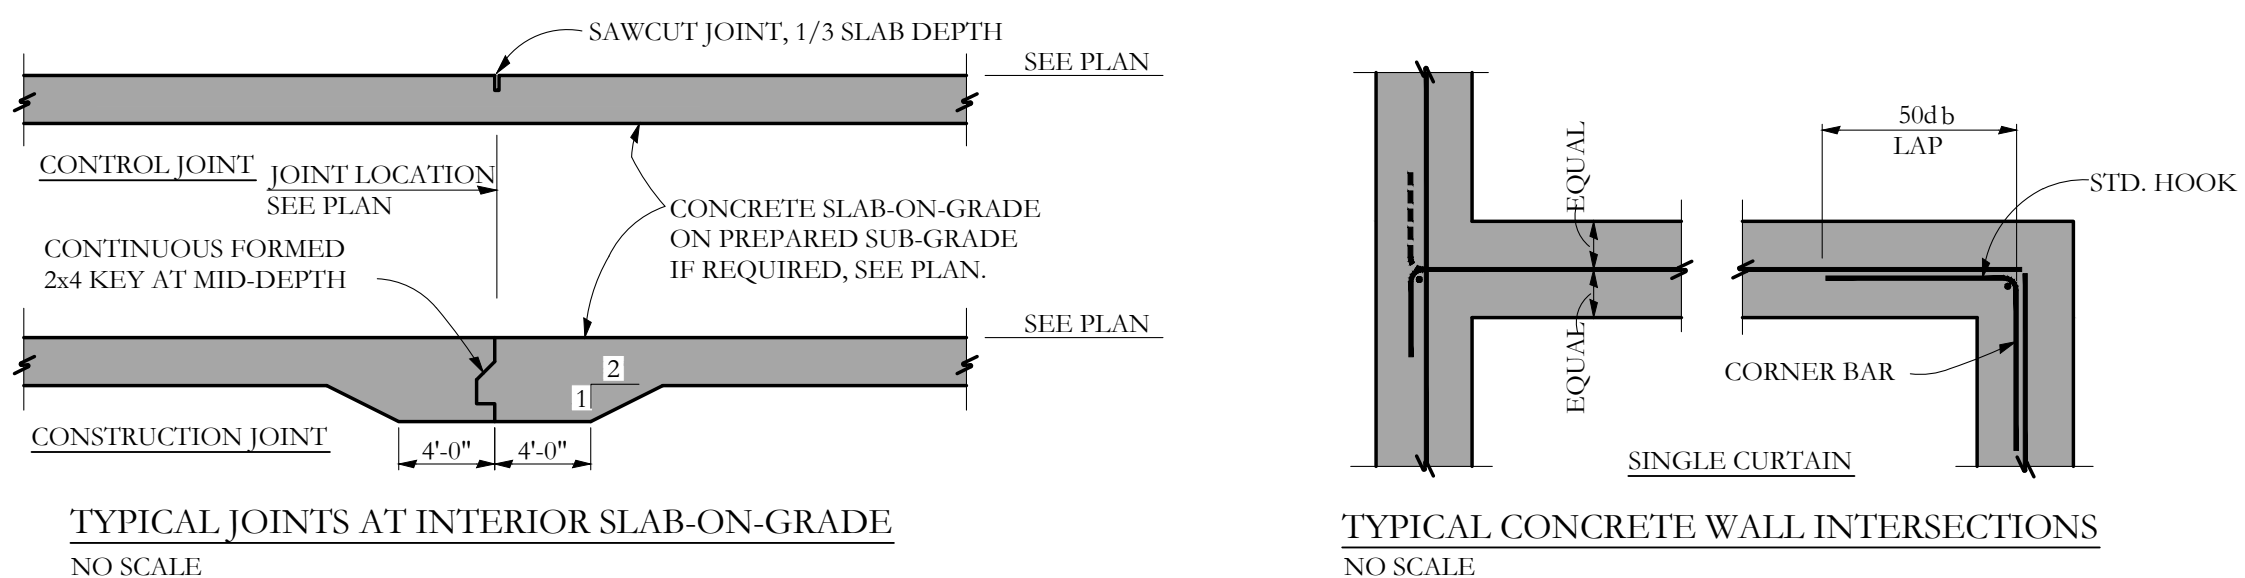 SAWCUT JOINT, 1/3 SLAB DEPTH
SEE PLAN
CONTROL JOINT
JOINT LOCATION
SEE PLAN
CONCRETE SLAB-ON-GRADE
ON PREPARED SUB-GRADE
IF REQUIRED, SEE PLAN.
CONTINUOUS FORMED
2x4 KEY AT MID-DEPTH
SEE PLAN
2
1
CONSTRUCTION JOINT
4'-0"
4'-0"
TYPICAL JOINTS AT INTERIOR SLAB-ON-GRADE
NO SCALE
50db
LAP
EQUAL
STD. HOOK
EQUAL
CORNER BAR
SINGLE CURTAIN
TYPICAL CONCRETE WALL INTERSECTIONS
NO SCALE